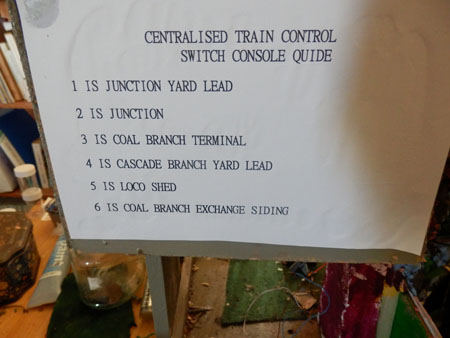 CENTRALISED TRAIN CONTROL
SWITCH CONSOLE QUIDE
1 IS JUNCTION YARD LEAD
2 IS JUNCTION
3 IS COAL BRANCH TERMINAL
4 IS CASCADE BRANCH YARD LEAD
5 IS LOCO SHED
6 IS COAL BRANCH EXCHANGE SIDING